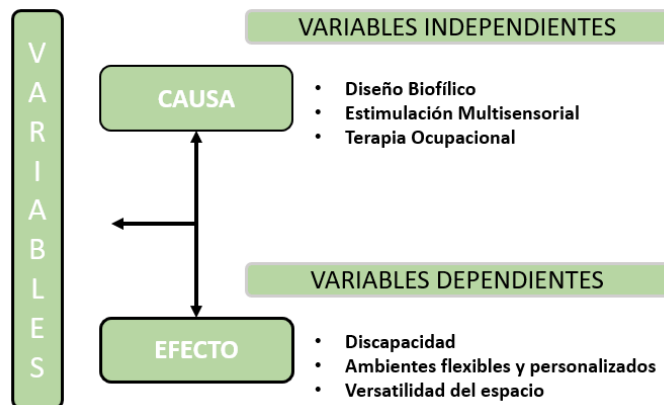 VARIABLES
VARIABLES INDEPENDIENTES
CAUSA
• Diseño Biofílico
• Estimulación Multisensorial
• Terapia Ocupacional
VARIABLES DEPENDIENTES
EFECTO
• Discapacidad
• Ambientes flexibles y personalizados
• Versatilidad del espacio